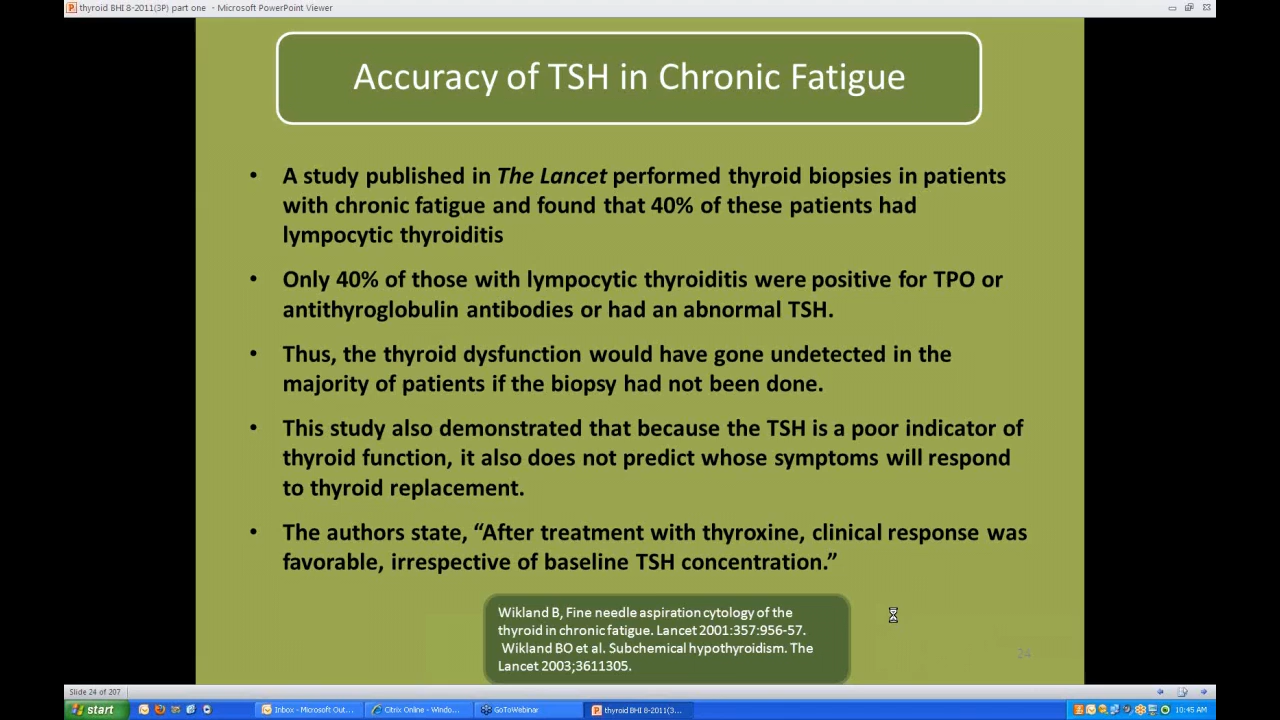 thyroid BHI 8-2011(3P) part one - Microsoft PowerPoint Viewer
Accuracy of TSH in Chronic Fatigue
• A study published in The Lancet performed thyroid biopsies in patients
with chronic fatigue and found that 40% of these patients had
lympocytic thyroiditis
• Only 40% of those with lympocytic thyroiditis were positive for TPO or
antithyroglobulin antibodies or had an abnormal TSH.
• Thus, the thyroid dysfunction would have gone undetected in the
majority of patients if the biopsy had not been done.
• This study also demonstrated that because the TSH is a poor indicator of
thyroid function, it also does not predict whose symptoms will respond
to thyroid replacement.
• The authors state, “After treatment with thyroxine, clinical response was
favorable, irrespective of baseline TSH concentration.”
Wikland B, Fine needle aspiration cytology of the
thyroid in chronic fatigue. Lancet 2001:357:956-57.
Wikland BO et al. Subchemical hypothyroidism. The
Lancet 2003;3611305.
24
Slide 24 of 207
start
Inbox - Microsoft Out...
Citrix Online - Windo...
GoToWebinar
thyroid BHI 8-2011(3...
10:45 AM